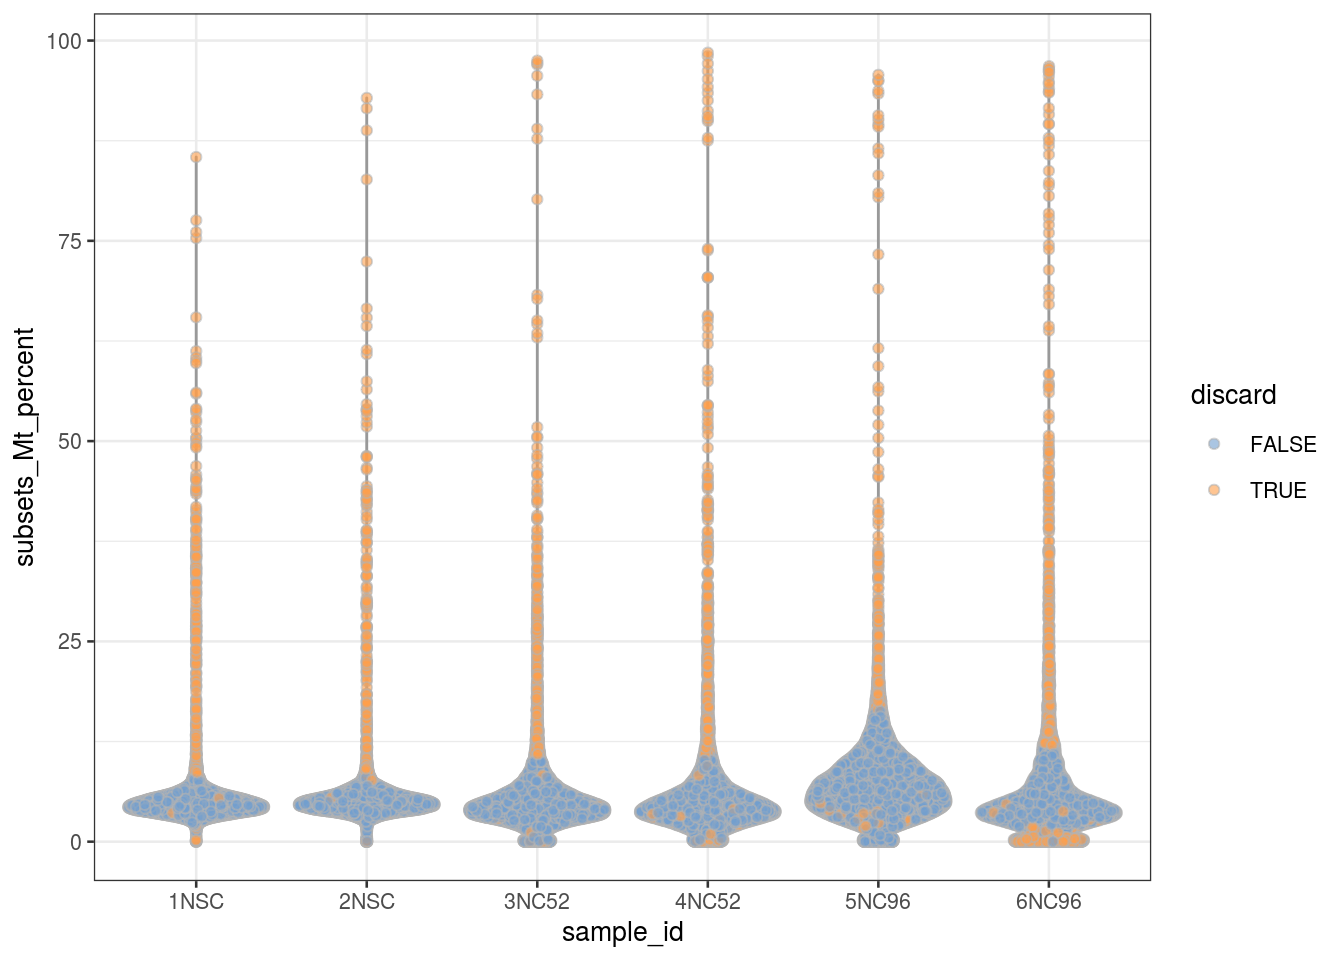 100
75
50
25
0
subsets_Mt_percent
1NSC 2NSC 3NC52 4NC52 5NC96 6NC96
sample_id
discard
FALSE
TRUE